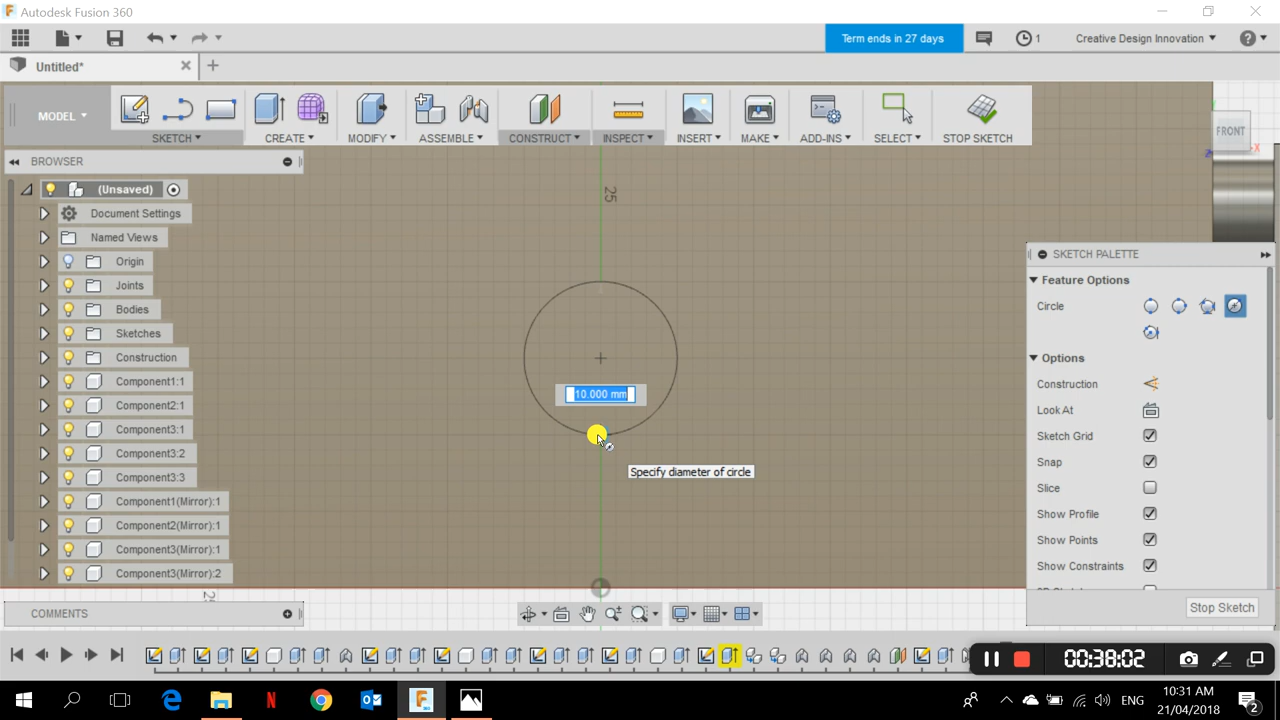 Autodesk Fusion 360
Term ends in 27 days
1
Creative Design Innovation
Untitled*
MODEL
SKETCH
CREATE
MODIFY
ASSEMBLE
CONSTRUCT
INSPECT
INSERT
MAKE
ADD-INS
SELECT
STOP SKETCH
FRONT
X
BROWSER
(Unsaved)
Document Settings
Named Views
Origin
Joints
Bodies
Sketches
Construction
Component1:1
Component2:1
Component3:1
Component3:2
Component3:3
Component1(Mirror):1
Component2(Mirror):1
Component3(Mirror):1
Component3(Mirror):2
25
10.000 mm
Specify diameter of circle
25
SKETCH PALETTE
Feature Options
Circle
Options
Construction
Look At
Sketch Grid
Snap
Slice
Show Profile
Show Points
Show Constraints
Stop Sketch
COMMENTS
00:38:02
ENG
10:31 AM
21/04/2018
2